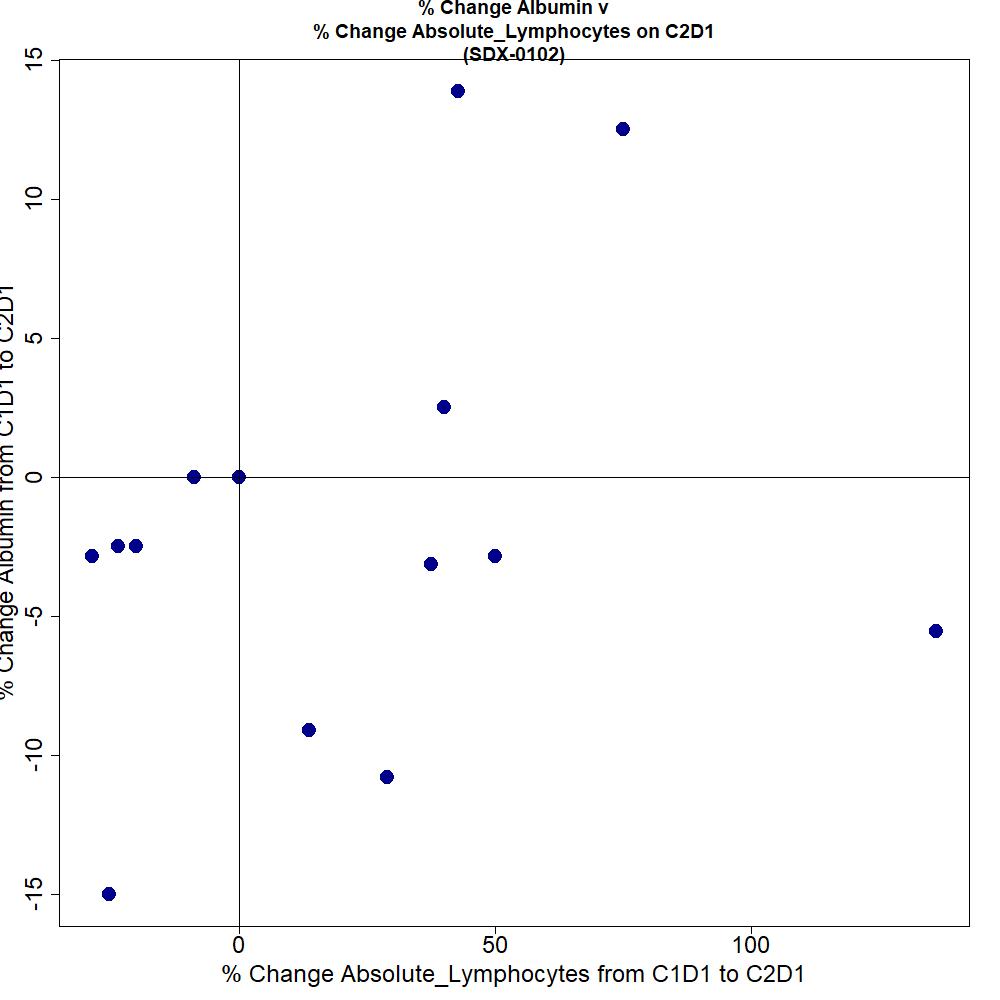 % Change Albumin v
% Change Absolute_Lymphocytes on C2D1
(SDX-0102)
15
10
5
0
-5
-10
-15
% Change Albumin from C1D1 to C2D1
0
50
100
% Change Absolute_Lymphocytes from C1D1 to C2D1